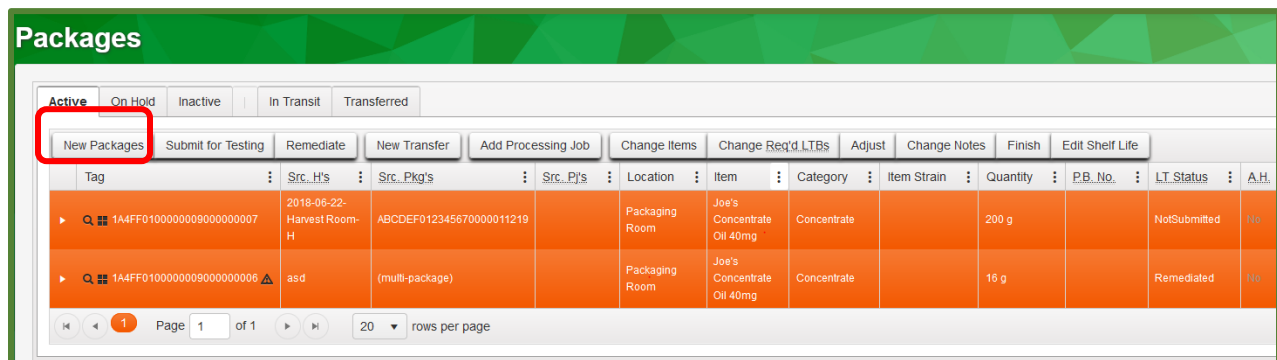 Packages
Active On Hold Inactive In Transit Transferred
New Packages Submit for Testing Remediate New Transfer Add Processing Job Change Items Change Req'd LTBs Adjust Change Notes Finish Edit Shelf Life
Tag Src. H's Src. Pkg's Src. Pj's Location Item Category Item Strain Quantity P.B. No. LT Status A.H.
1A4FF0100000009000000007 2018-06-22-Harvest Room-H ABCDEF012345670000011219 Packaging Room Joe's Concentrate Oil 40mg Concentrate 200 g NotSubmitted No
1A4FF0100000009000000006 asd (multi-package) Packaging Room Joe's Concentrate Oil 40mg Concentrate 16 g Remediated No
1 Page 1 of 1 20 rows per page